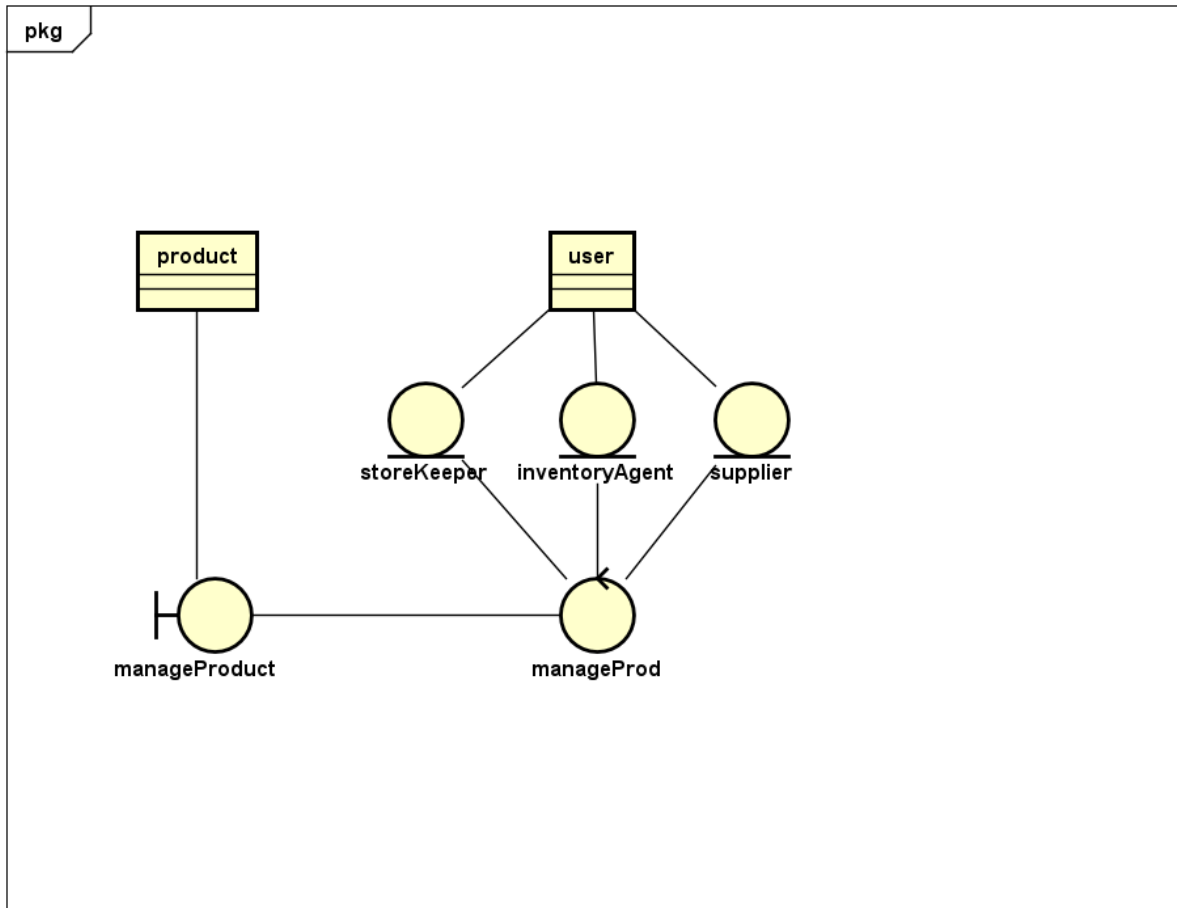 pkg
product
user
storeKeeper
inventoryAgent
supplier
manageProduct
manageProd